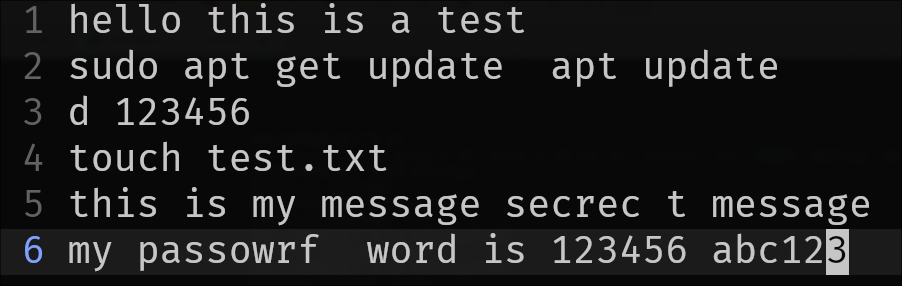 1 hello this is a test
2 sudo apt get update  apt update
3 d 123456
4 touch test.txt
5 this is my message secrec t message
6 my passowrf  word is 123456 abc123